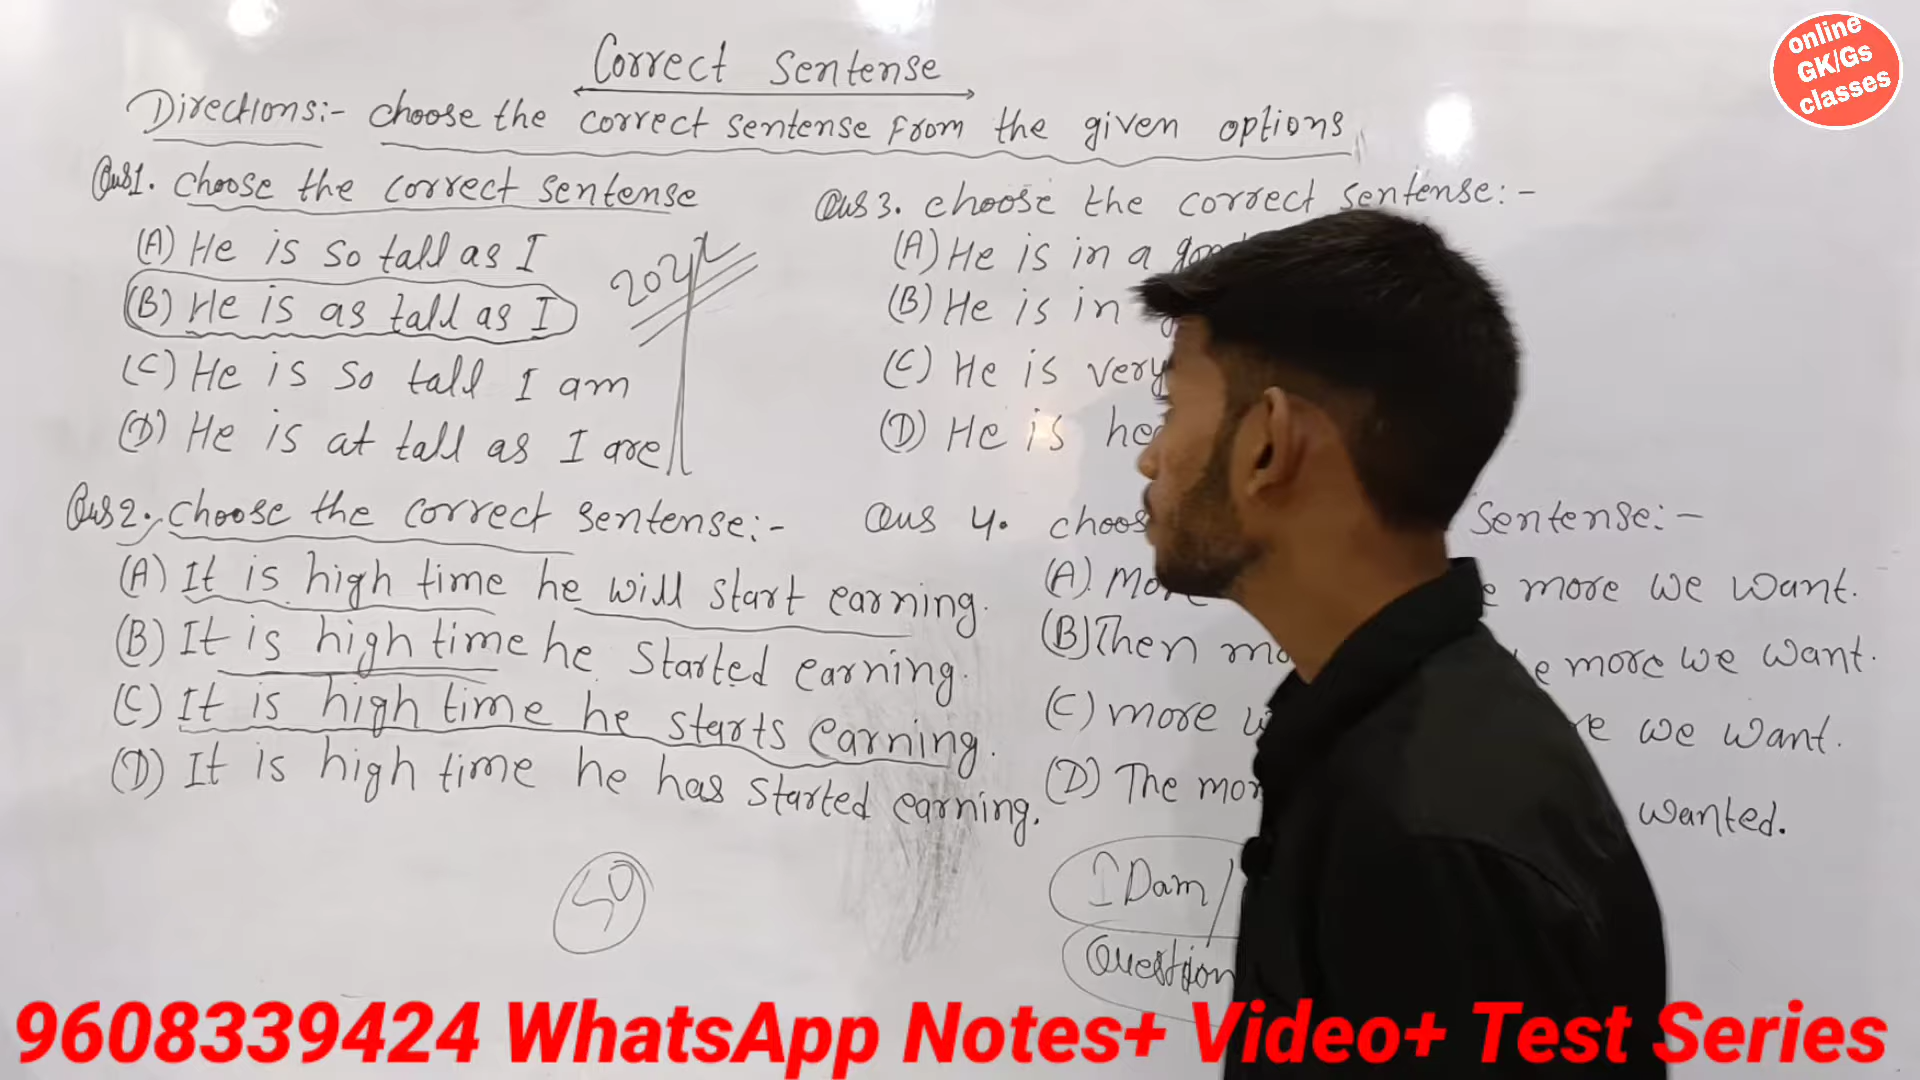 online
GK/Gs
classes
Correct Sentense
Directions:- choose the correct sentense from the given options
Qus1. choose the correct sentense
(A) He is so tall as I
(B) He is as tall as I
(C) He is so tall I am
(D) He is at tall as I are
Qus2. choose the correct sentense:-
(A) It is high time he will start earning.
(B) It is high time he started earning.
(C) It is high time he starts earning.
(D) It is high time he has started earning.
Qus 3. choose the correct sentense:-
(A) He is in a
(B) He is in
(C) He is very
(D) He is
Qus 4. Sentense:-
(A). more we want.
(B) Then more we want.
(C) more we want.
(D) The wanted.
Question
9608339424 WhatsApp Notes+ Video+ Test Series